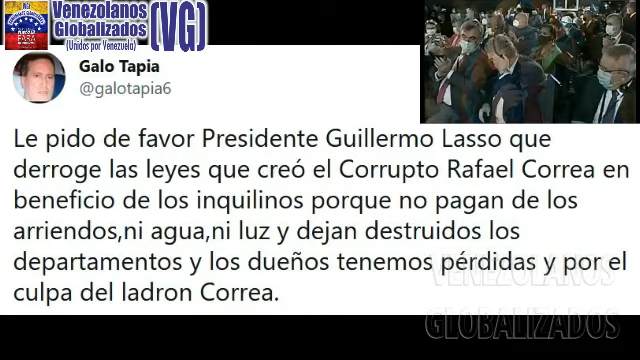 Venezolanos
Globalizados
(Unidos por Venezuela)
(VG)
Galo Tapia
@galotapia6
Le pido de favor Presidente Guillermo Lasso que
derroge las leyes que creó el Corrupto Rafael Correa en
beneficio de los inquilinos porque no pagan de los
arriendos,ni agua,ni luz y dejan destruidos los
departamentos y los dueños tenemos pérdidas y por el
culpa del ladron Correa.
VENEZOLANOS
GLOBALIZADOS